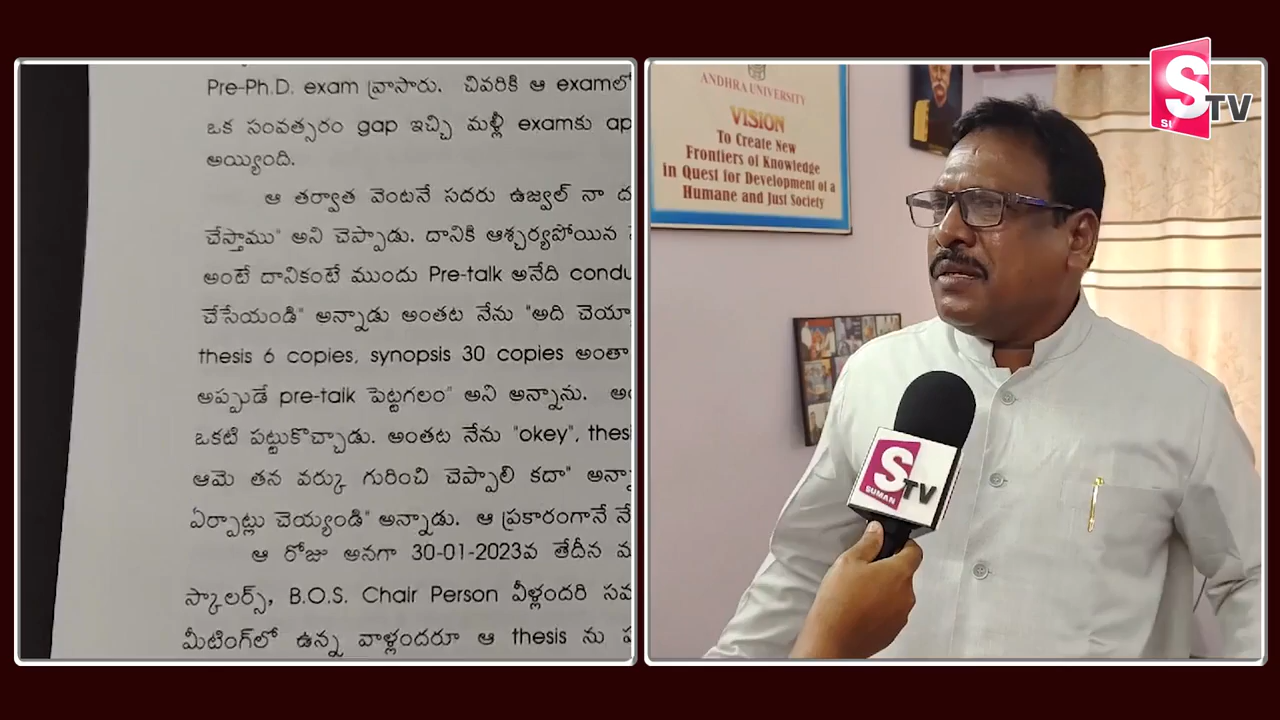 Pre-Ph.D. exam వ్రాసారు. చివరికి ఆ examలో
ఒక సంవత్సరం gap ఇచ్చి మళ్లీ examకు ap
అయ్యింది.
ఆ తర్వాత వెంటనే సదరు ఉజ్వల్ నా ద
చేస్తాము" అని చెప్పాడు. దానికి ఆశ్చర్యపోయిన
అంటే దానికంటే ముందు Pre-talk అనేది condu
చేసేయండి" అన్నాడు అంతట నేను "అది చెయ్యా
thesis 6 copies, synopsis 30 copies అంతా
అప్పుడే pre-talk పెట్టగలం" అని అన్నాను.
ఒకటి పట్టుకొచ్చాడు. అంతట నేను "okey", thes
ఆమె తన వర్కు గురించి చెప్పాలి కదా" అన్నా
ఏర్పాట్లు చెయ్యండి" అన్నాడు. ఆ ప్రకారంగానే నే
ఆ రోజు అనగా 30-01-2023వ తేదీన మ
స్కాలర్స్, B.O.S. Chair Person వీళ్లందరి సమ
మీటింగ్‌లో ఉన్న వాళ్లందరూ ఆ thesis ను
ANDHRA UNIVERSITY
VISION
To Create New
Frontiers of Knowledge
in Quest for Development of a
Humane and Just Society
S TV
SUMAN
S TV